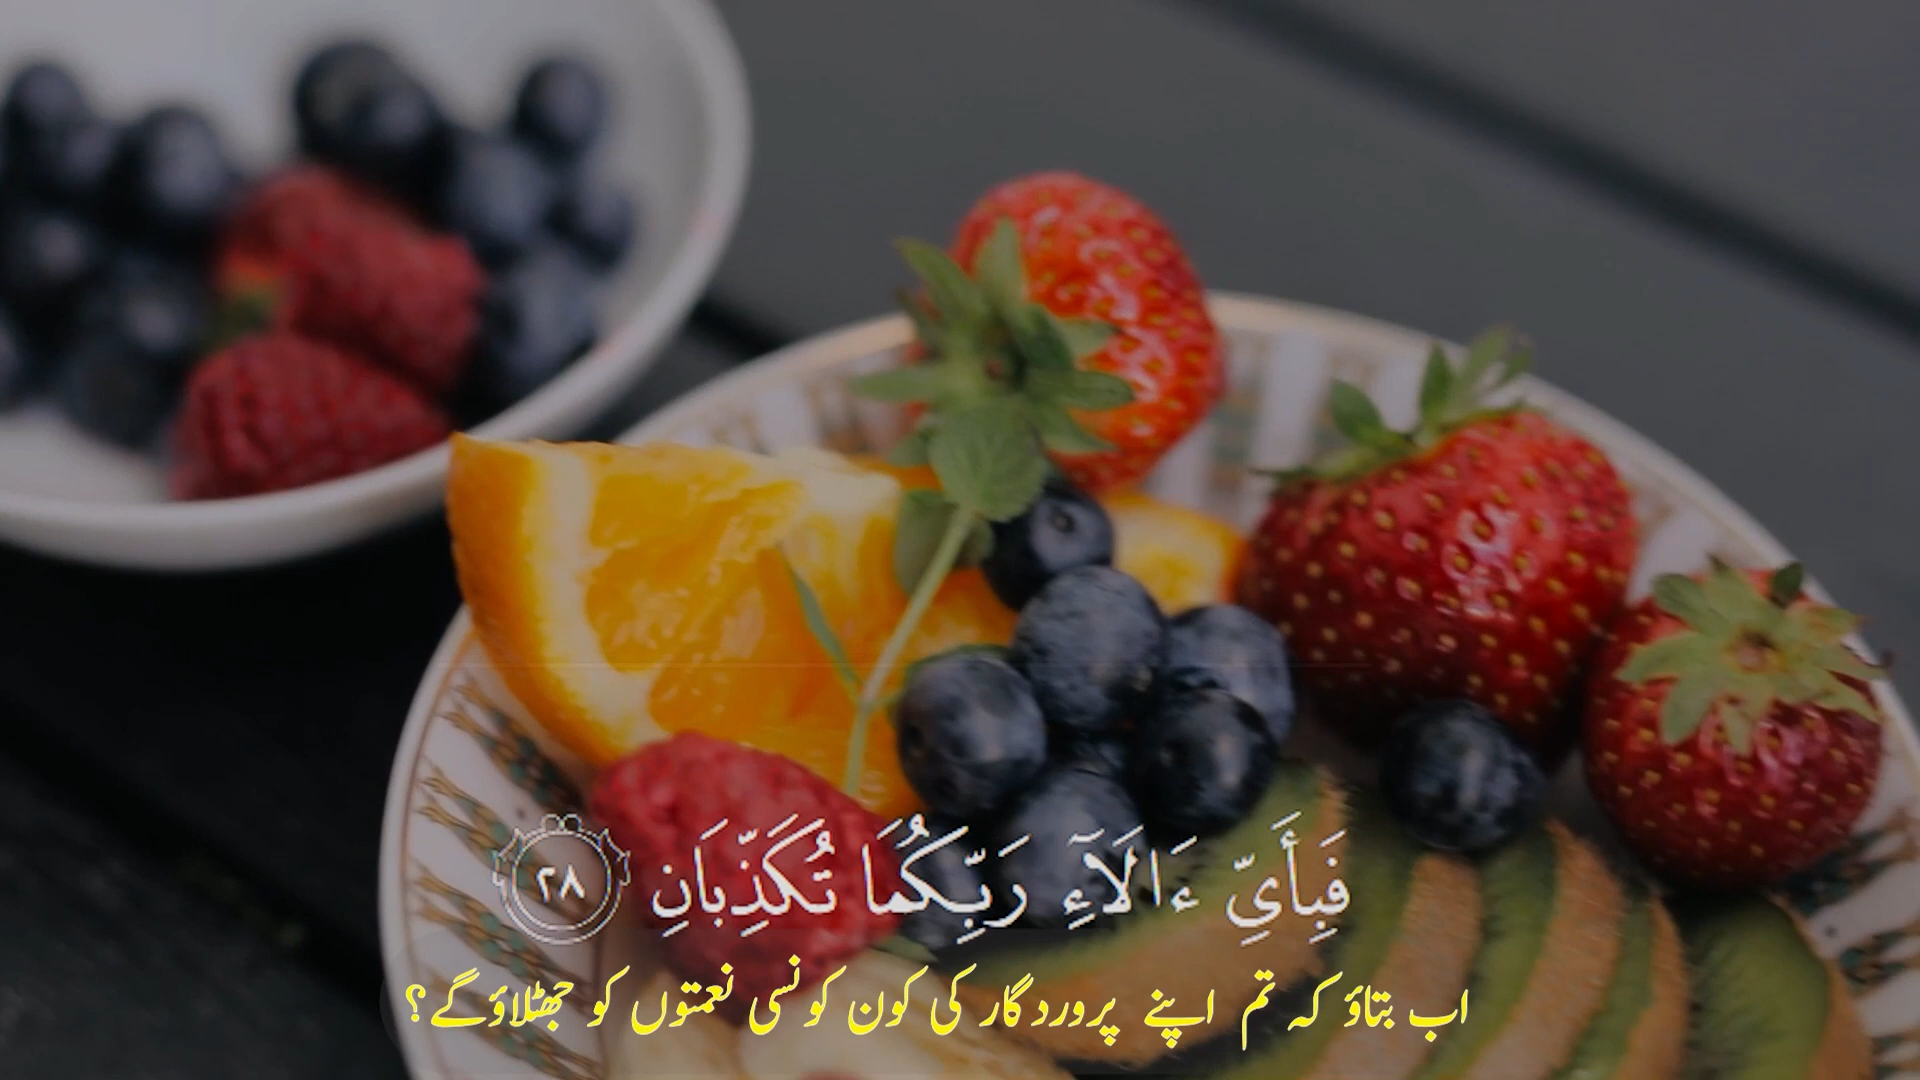 فَبِأَيِّ ءَالَآءِ رَبِّكُمَا تُكَذِّبَانِ ٢٨
اب بتاؤ کہ تم اپنے پروردگار کی کون کونسی نعمتوں کو جھٹلاؤ گے؟